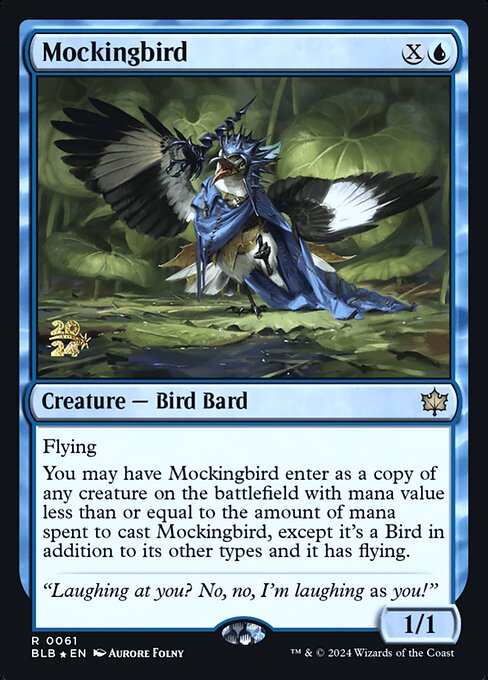 Mockingbird X
2024
Creature — Bird Bard
Flying
You may have Mockingbird enter as a copy of
any creature on the battlefield with mana value
less than or equal to the amount of mana
spent to cast Mockingbird, except it's a Bird in
addition to its other types and it has flying.
“Laughing at you? No, no, I'm laughing as you!”
1/1
R 0061
BLB ★ EN AURORE FOLNY
™ & © 2024 Wizards of the Coast